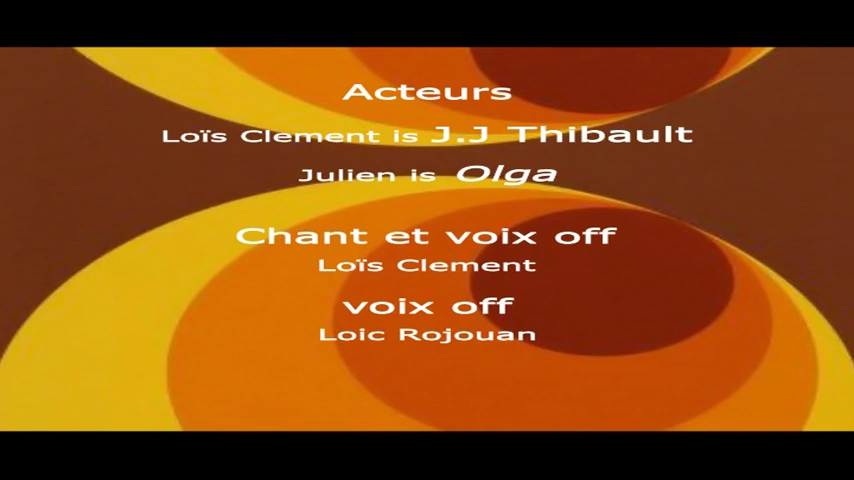 Acteurs
Loïs Clement is J.J Thibault
Julien is Olga
Chant et voix off
Loïs Clement
voix off
Loic Rojouan